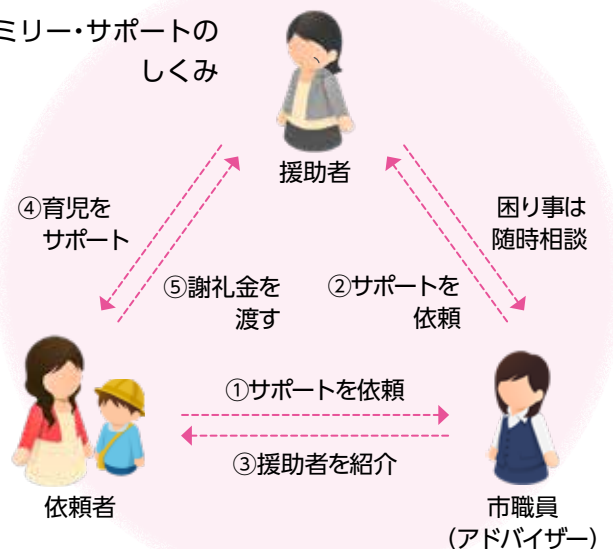 ミリー・サポートの
しくみ
援助者
④育児を
サポート
困り事は
随時相談
⑤謝礼金を
渡す
②サポートを
依頼
①サポートを依頼
③援助者を紹介
依頼者
市職員
(アドバイザー)